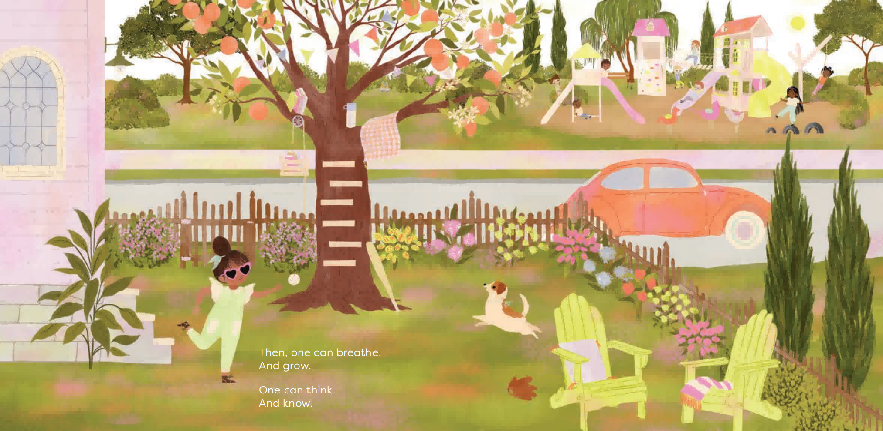 Then, one can breathe.
And grow.
One can think
And know.